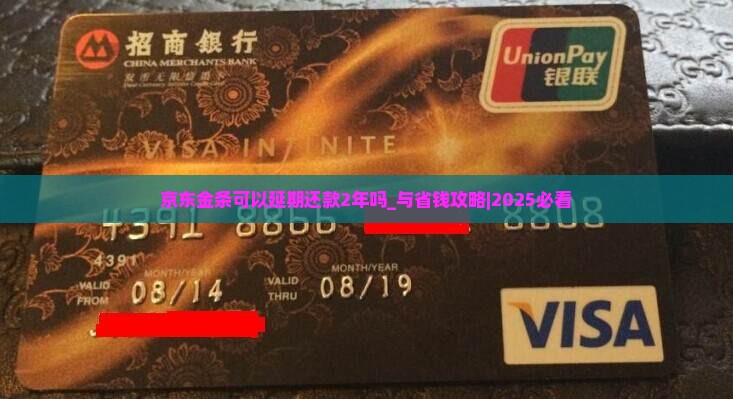 招商銀行
CHINA MERCHANTS BANK
UnionPay
银联
VISA INFINITE
京东金条可以延期还款2年吗_与省钱攻略|2025必看
4391 8866 8808
4391
MONTH/YEAR MONTH/YEAR
VALID FROM 08/14 VALID THRU 08/19
VISA